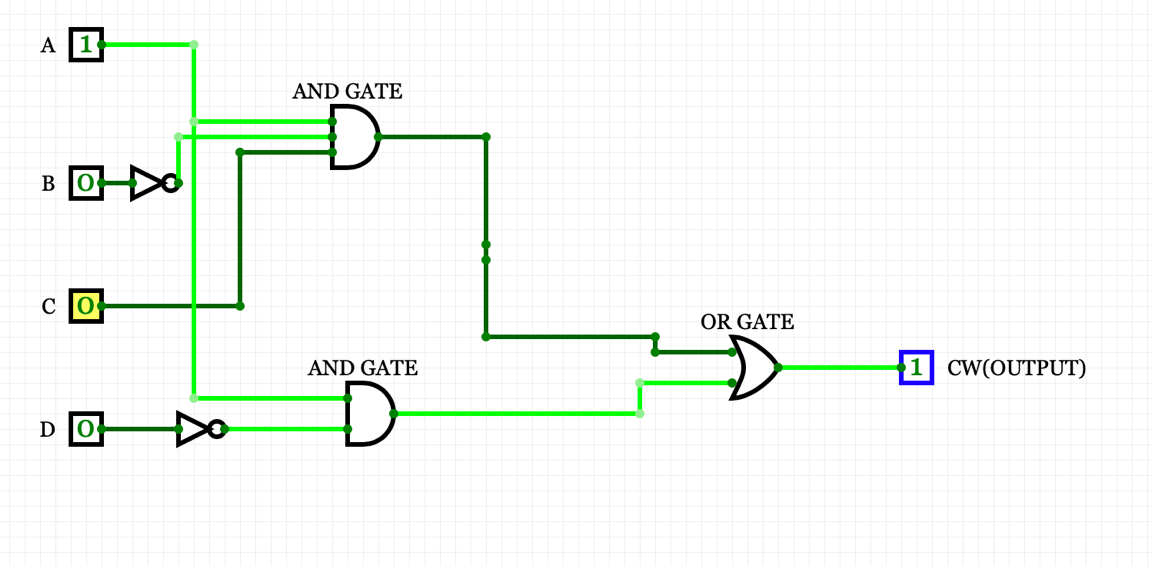 A 1
AND GATE
B 0
C 0
OR GATE
1 CW(OUTPUT)
AND GATE
D 0